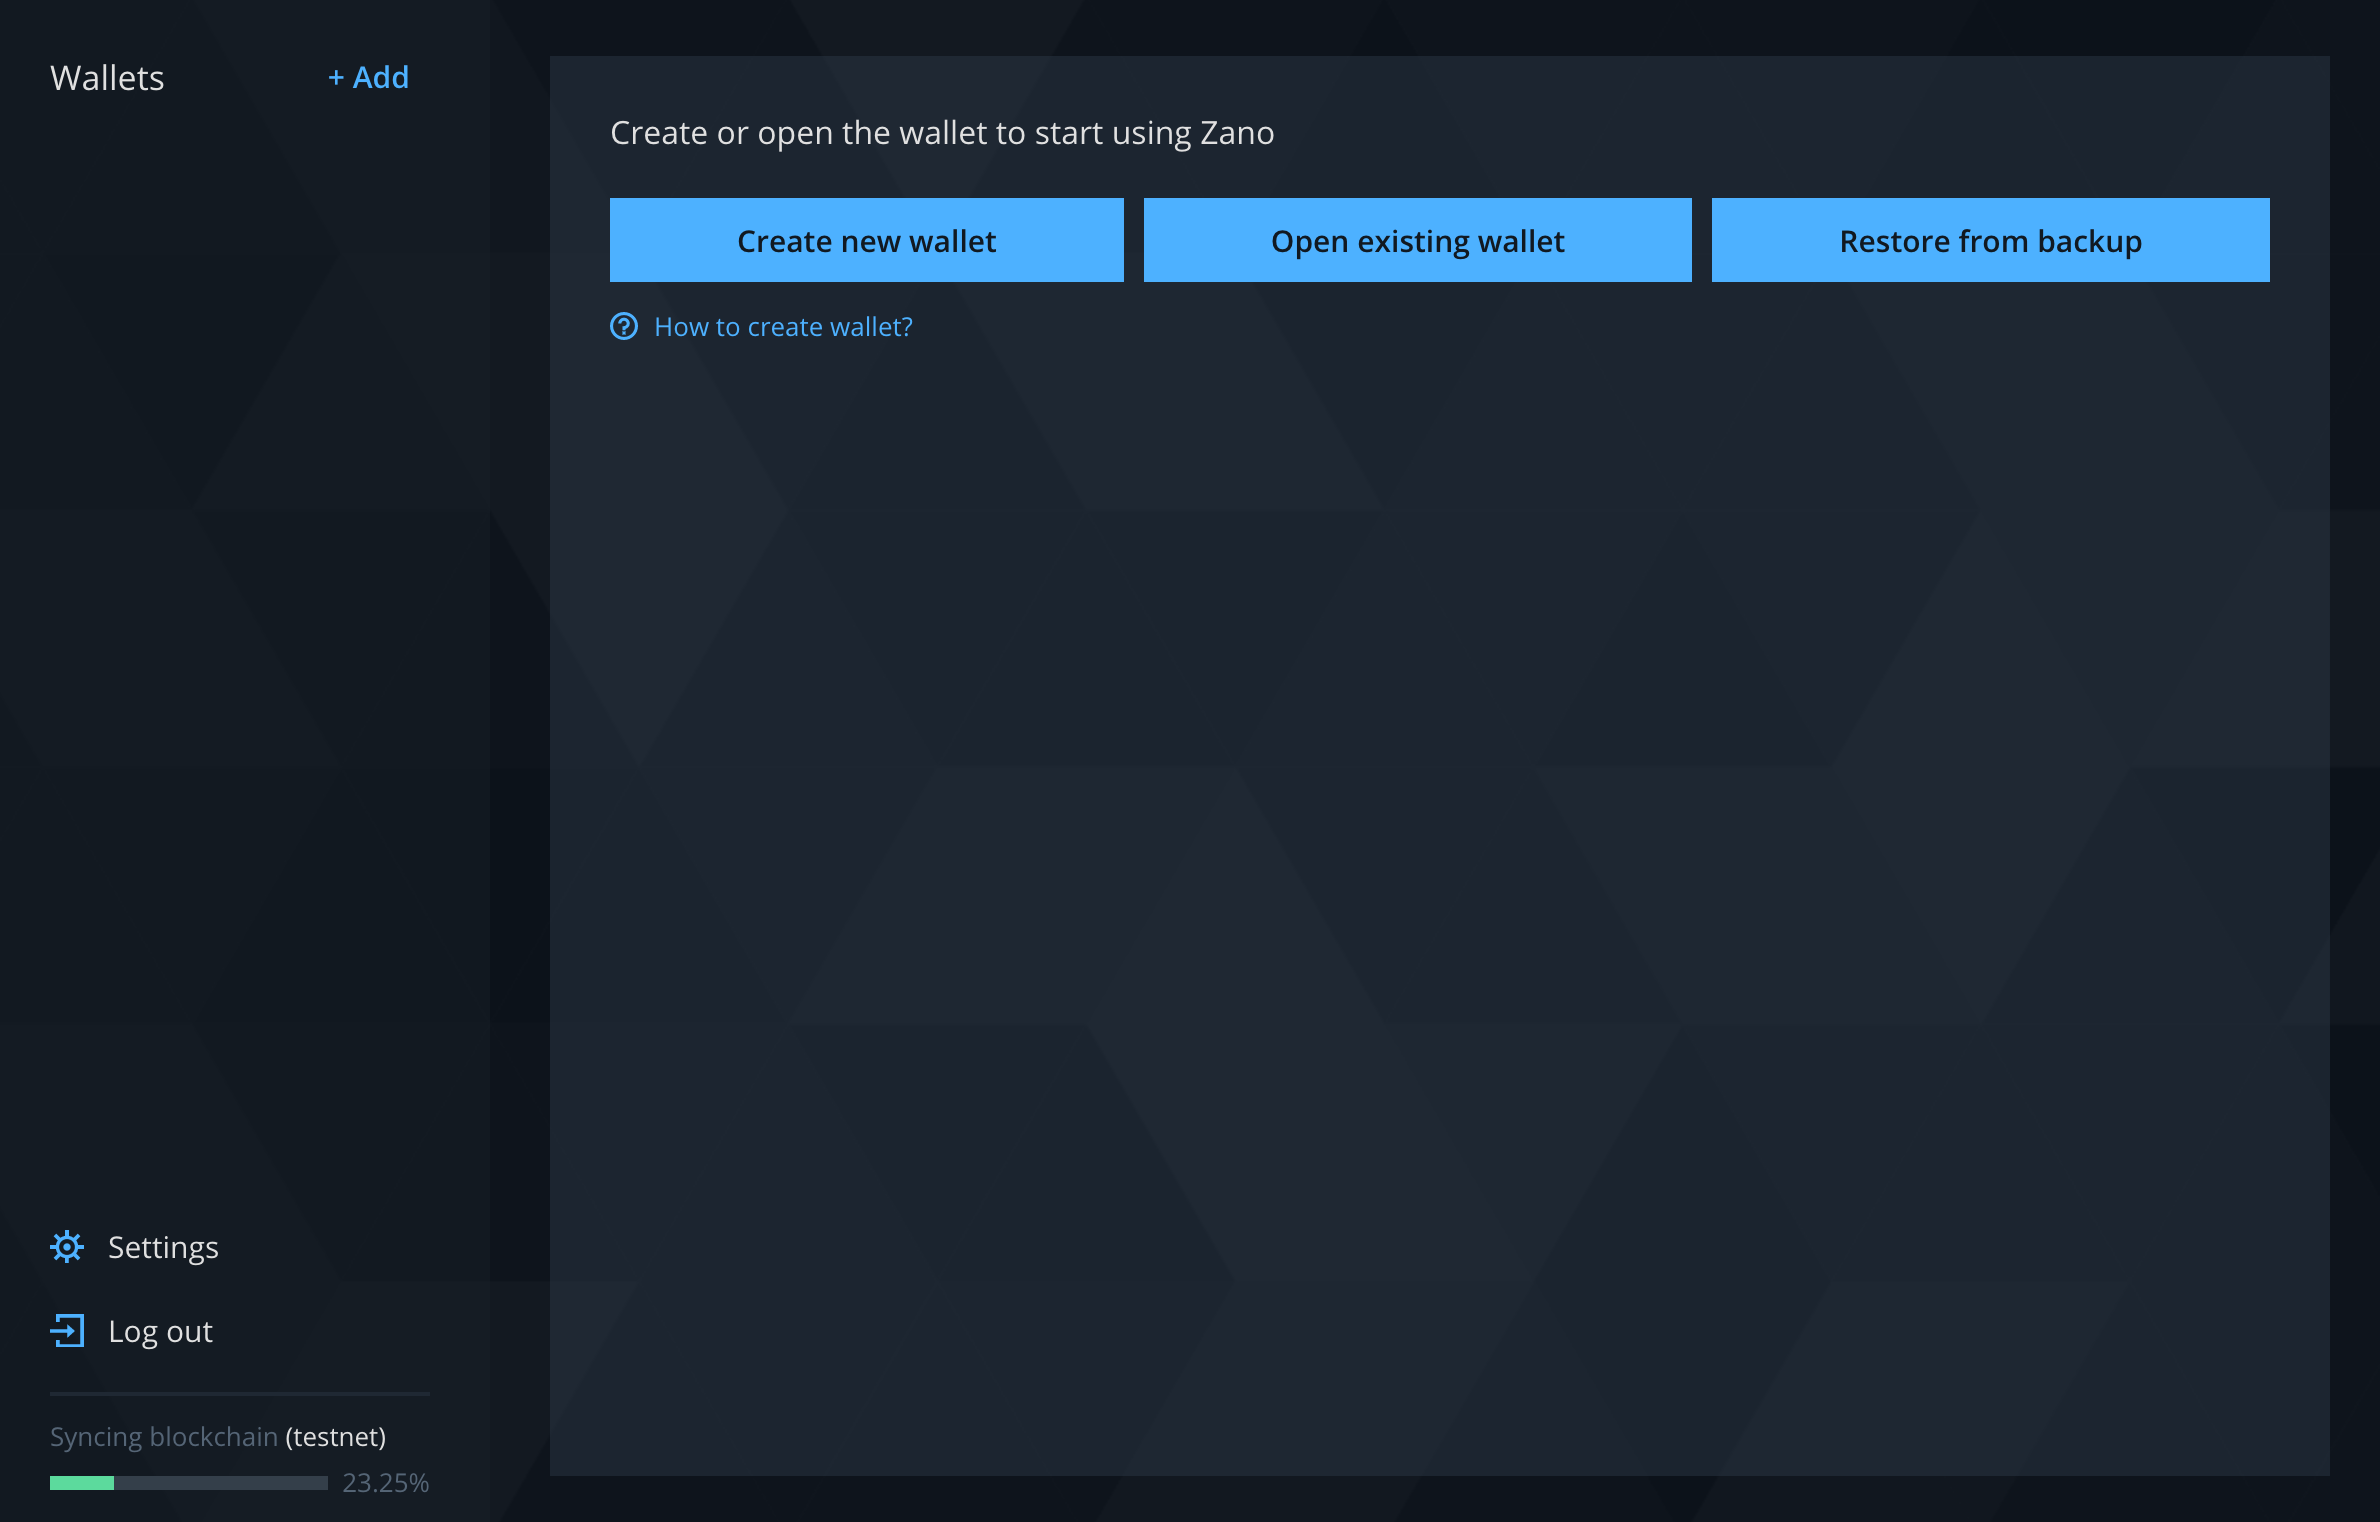 Wallets
+ Add
Create or open the wallet to start using Zano
Create new wallet
Open existing wallet
Restore from backup
How to create wallet?
Settings
Log out
Syncing blockchain (testnet)
23.25%